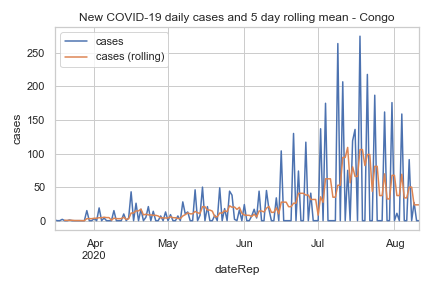 New COVID-19 daily cases and 5 day rolling mean - Congo
cases
cases (rolling)
cases
250
200
150
100
50
0
Apr
2020
May
Jun
Jul
Aug
dateRep